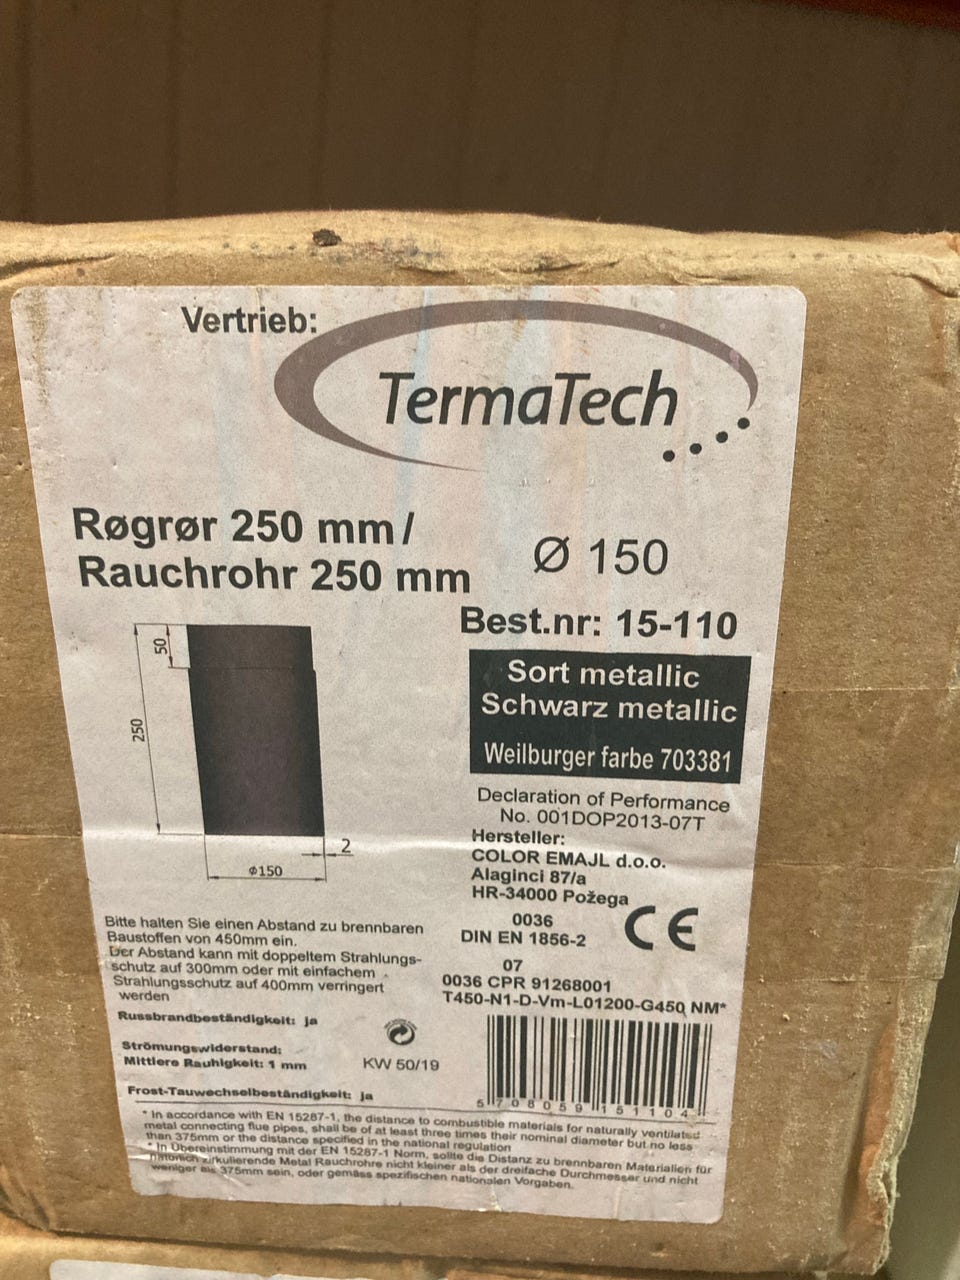 Vertrieb:
TermaTech
Røgrør 250 mm/
Rauchrohr 250 mm
Ø 150
Best.nr: 15-110
Sort metallic
Schwarz metallic
Weilburger farbe 703381
50
250
2
Φ150
Declaration of Performance
No. 001DOP2013-07T
Hersteller:
COLOR EMAJL d.o.o.
Alaginci 87/a
HR-34000 Požega
0036
DIN EN 1856-2
CE
07
0036 CPR 91268001
T450-N1-D-Vm-L01200-G450 NM*
Bitte halten Sie einen Abstand zu brennbaren
Baustoffen von 450mm ein.
Der Abstand kann mit doppeltem Strahlungs-
schutz auf 300mm oder mit einfachem
Strahlungsschutz auf 400mm verringert
werden
Russbrandbeständigkeit: ja
Strömungswiderstand:
Mittlere Rauhigkeit: 1 mm
KW 50/19
Frost-Tauwechselbeständigkeit: ja
5 708059 151104
* In accordance with EN 15287-1, the distance to combustible materials for naturally ventilated
metal connecting flue pipes, shall be of at least three times their nominal diameter but no less
than 375mm or the distance specified in the national regulation
* In Übereinstimmung mit der EN 15287-1 Norm, sollte die Distanz zu brennbaren Materialien für
historisch zirkulierende Metal Rauchrohre nicht kleiner als der dreifache Durchmesser und nicht
weniger als 375mm sein, oder gemäss spezifischen nationalen Vorgaben.